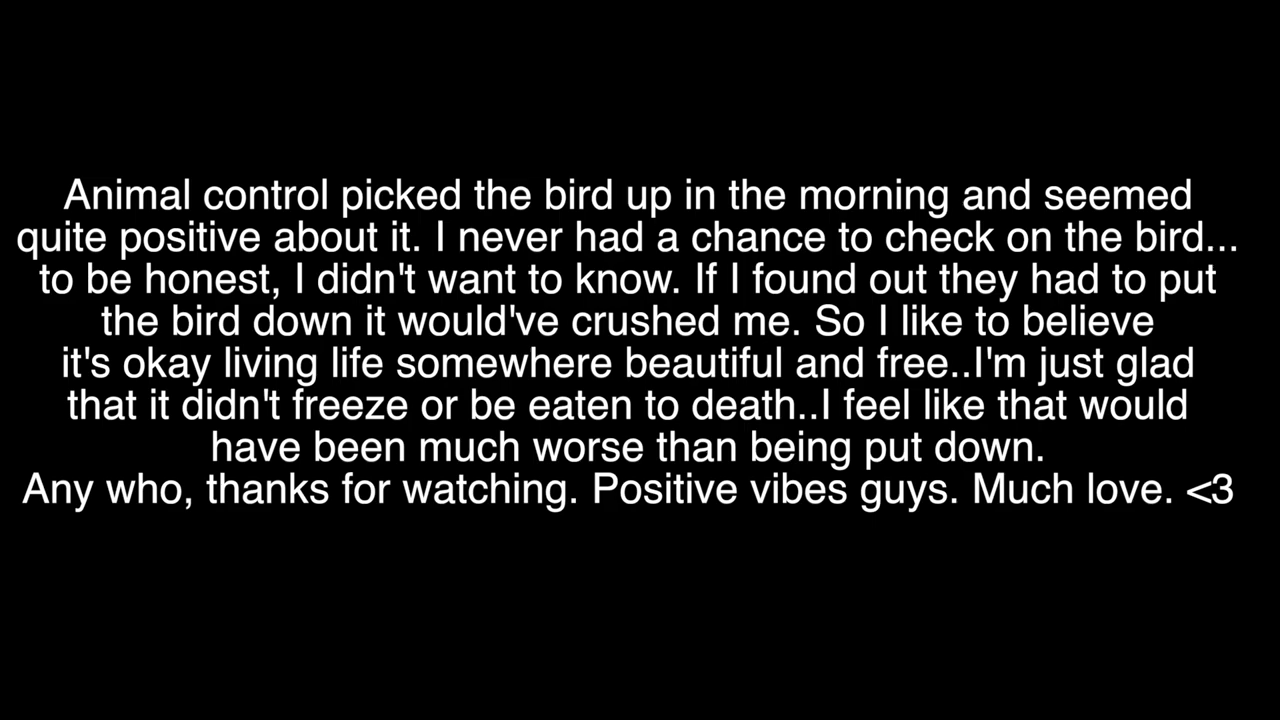 Animal control picked the bird up in the morning and seemed
quite positive about it. I never had a chance to check on the bird...
to be honest, I didn't want to know. If I found out they had to put
the bird down it would've crushed me. So I like to believe
it's okay living life somewhere beautiful and free..I'm just glad
that it didn't freeze or be eaten to death..I feel like that would
have been much worse than being put down.
Any who, thanks for watching. Positive vibes guys. Much love. <3